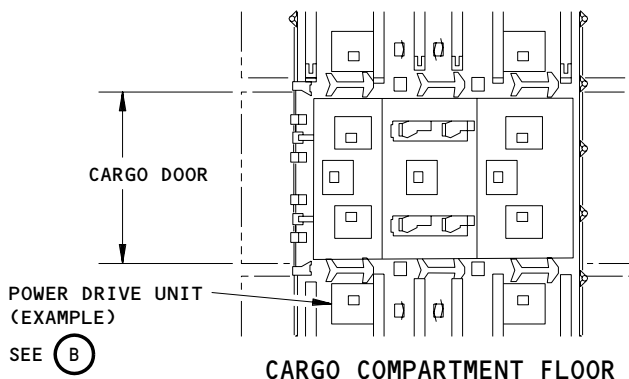 CARGO DOOR
POWER DRIVE UNIT
(EXAMPLE)
SEE B
CARGO COMPARTMENT FLOOR